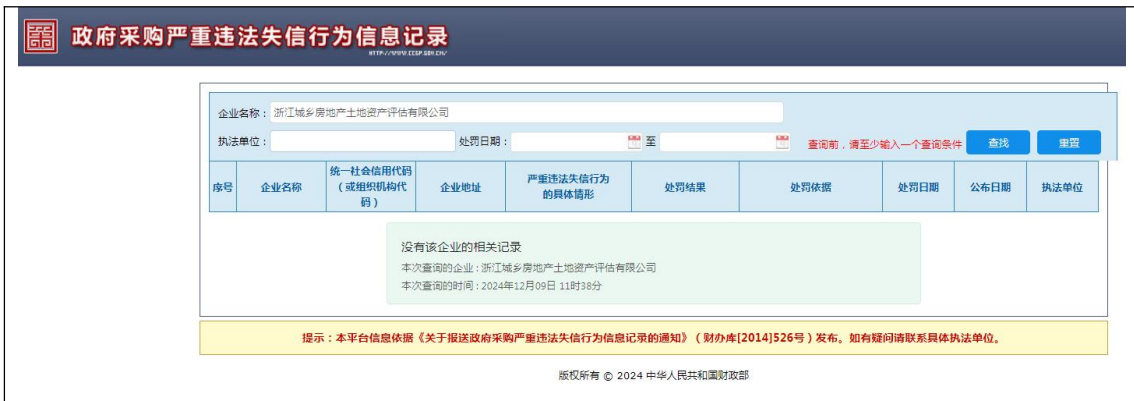 政府采购严重违法失信行为信息记录
HTTP://WWW.CCGP.GOV.CN/
企业名称： 浙江城乡房地产土地资产评估有限公司
执法单位： 处罚日期： 至 查询前，请至少输入一个查询条件 查找 重置
序号 企业名称 统一社会信用代码（或组织机构代码） 企业地址 严重违法失信行为的具体情形 处罚结果 处罚依据 处罚日期 公布日期 执法单位
没有该企业的相关记录
本次查询的企业：浙江城乡房地产土地资产评估有限公司
本次查询的时间：2024年12月09日 11时38分
提示：本平台信息依据《关于报送政府采购严重违法失信行为信息记录的通知》（财办库[2014]526号）发布。如有疑问请联系具体执法单位。
版权所有 © 2024 中华人民共和国财政部